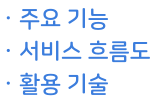 · 주요 기능
· 서비스 흐름도
· 활용 기술